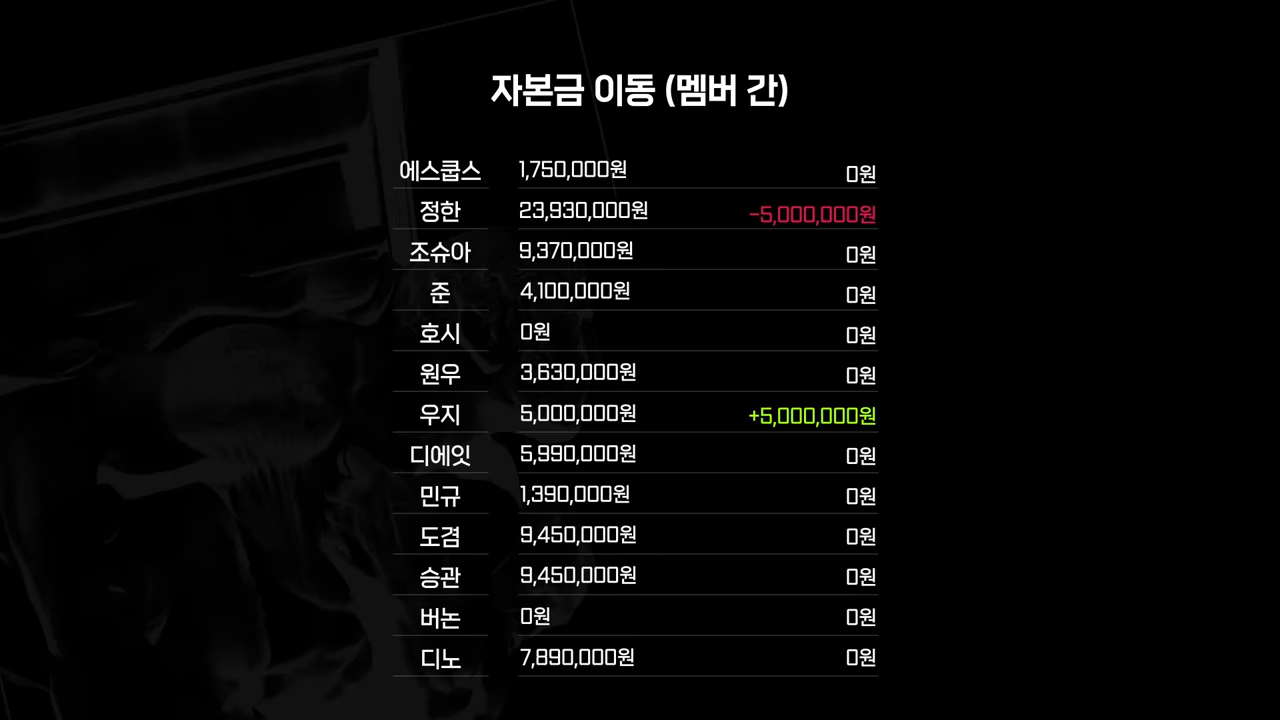 자본금 이동 (멤버 간)
에스쿱스 1,750,000원 0원
정한 23,930,000원 -5,000,000원
조슈아 9,370,000원 0원
준 4,100,000원 0원
호시 0원 0원
원우 3,630,000원 0원
우지 5,000,000원 +5,000,000원
디에잇 5,990,000원 0원
민규 1,390,000원 0원
도겸 9,450,000원 0원
승관 9,450,000원 0원
버논 0원 0원
디노 7,890,000원 0원